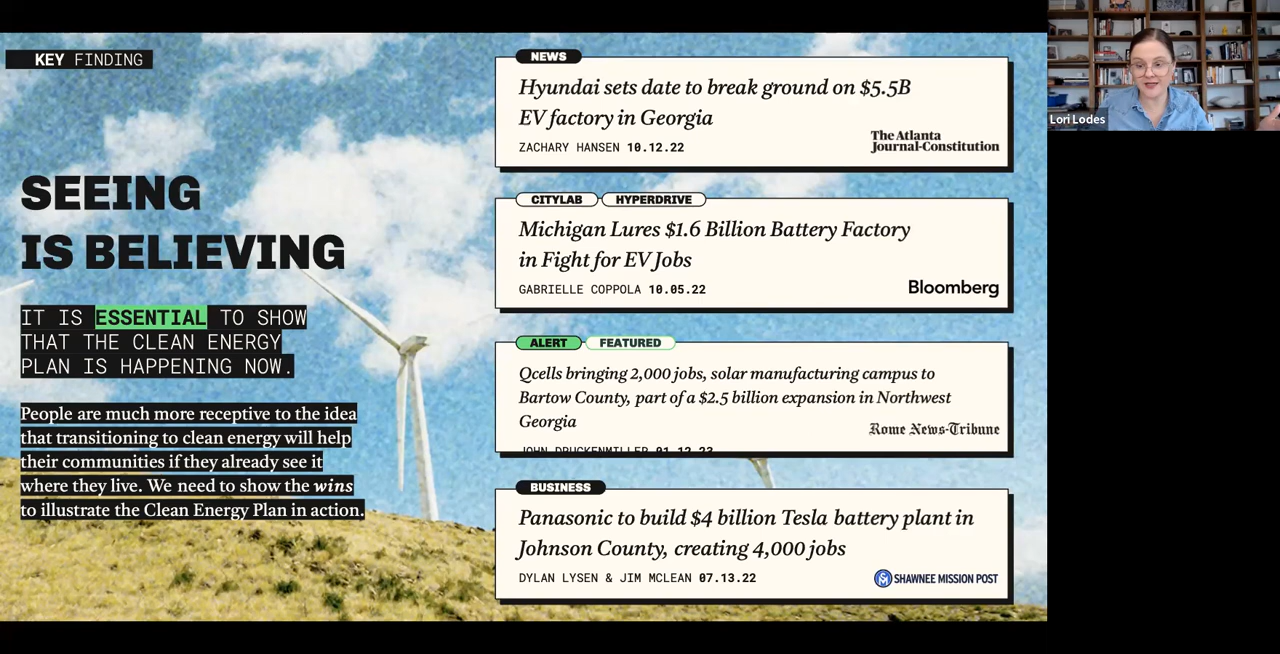 KEY FINDING
SEEING
IS BELIEVING
IT IS ESSENTIAL TO SHOW
THAT THE CLEAN ENERGY
PLAN IS HAPPENING NOW.
People are much more receptive to the idea
that transitioning to clean energy will help
their communities if they already see it
where they live. We need to show the wins
to illustrate the Clean Energy Plan in action.
NEWS
Hyundai sets date to break ground on $5.5B
EV factory in Georgia
ZACHARY HANSEN 10.12.22
The Atlanta
Journal-Constitution
CITYLAB HYPERDRIVE
Michigan Lures $1.6 Billion Battery Factory
in Fight for EV Jobs
GABRIELLE COPPOLA 10.05.22
Bloomberg
ALERT FEATURED
Qcells bringing 2,000 jobs, solar manufacturing campus to
Bartow County, part of a $2.5 billion expansion in Northwest
Georgia
Rome News-Tribune
JOHN DRUCKENMILLER 01.12.23
BUSINESS
Panasonic to build $4 billion Tesla battery plant in
Johnson County, creating 4,000 jobs
DYLAN LYSEN & JIM MCLEAN 07.13.22
SHAWNEE MISSION POST
Lori Lodes